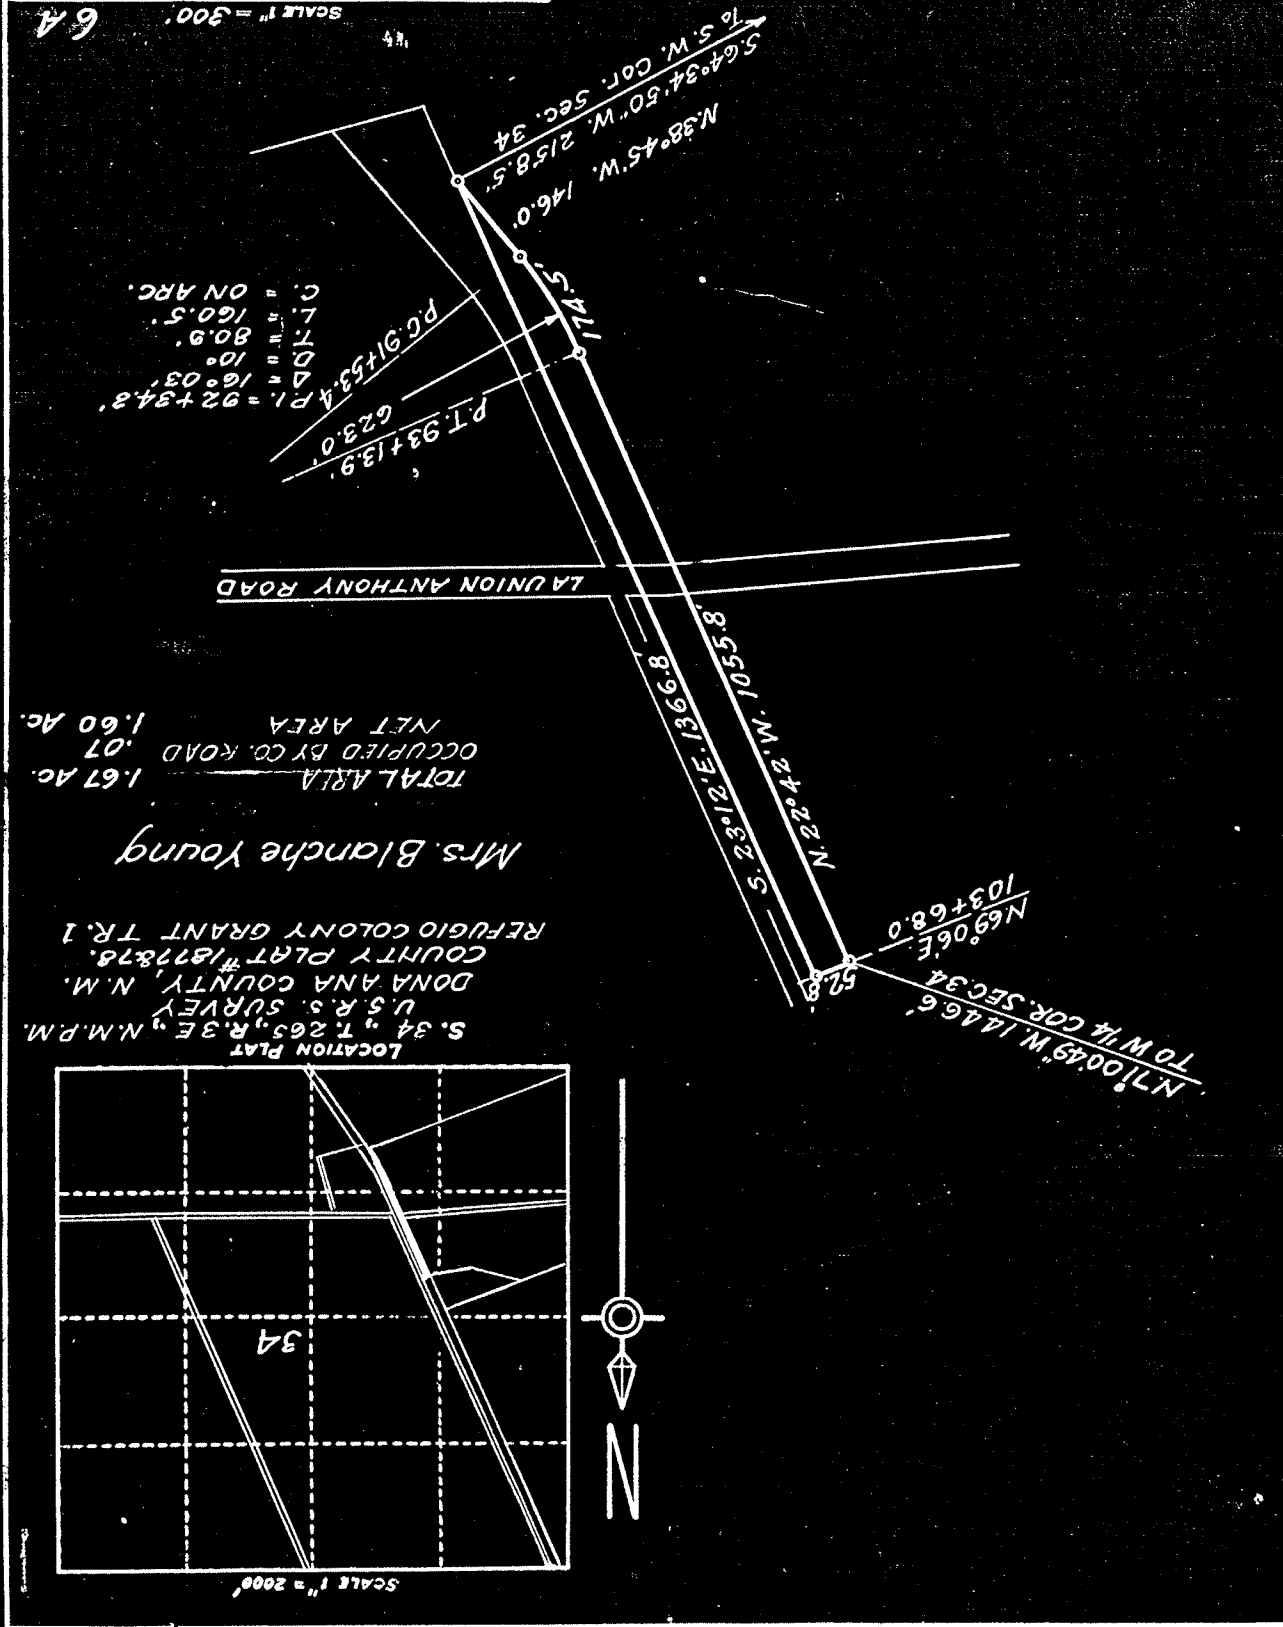 SCALE 1" = 2000'
N
34
LOCATION PLAT
S. 34 , T. 26S., R. 3 E ., N.M.P.M.
U.S.R.S. SURVEY
DONA ANA COUNTY, N. M.
COUNTY PLAT #1877&78.
REFUGIO COLONY GRANT TR. 1
Mrs. Blanche Young
TOTAL AREA 1.67 Ac.
OCCUPIED BY CO. ROAD .07
NET AREA 1.60 Ac.
N.71°00'49"W. 1446.6'
TO W 1/4 COR. SEC. 34
N.69°06'E.
103+68.0
52.8'
S. 23°12'E. 1366.8'
N. 22°42'W. 1055.8'
LA UNION ANTHONY ROAD
P.T. 93+13.9'
623.0'
P.C. 91+53.4
P.I. = 92+34.3'
Δ = 16°03'
D. = 10°
T. = 80.9'
L. = 160.5'
C. = ON ARC.
174.5'
N.38°45'W. 146.0'
S.64°34'50"W. 2158.5'
To S.W. Cor. Sec. 34
SCALE 1" = 300'
6A